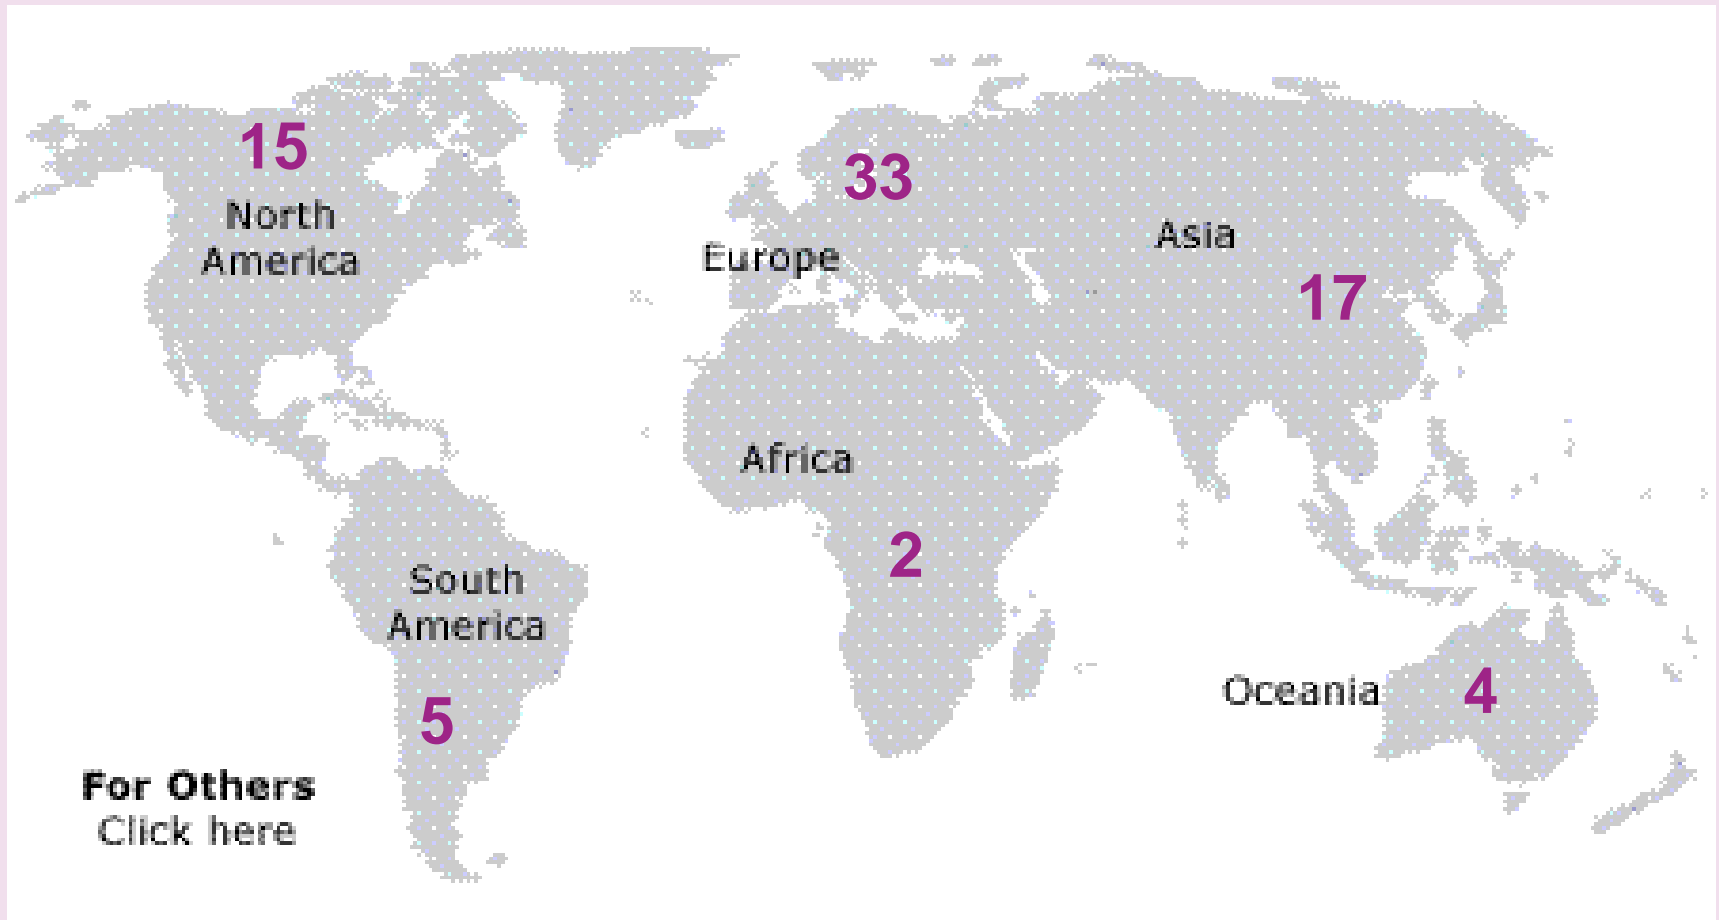 15
North
America
33
Europe
Asia
17
Africa
2
South
America
5
Oceania
4
For Others
Click here